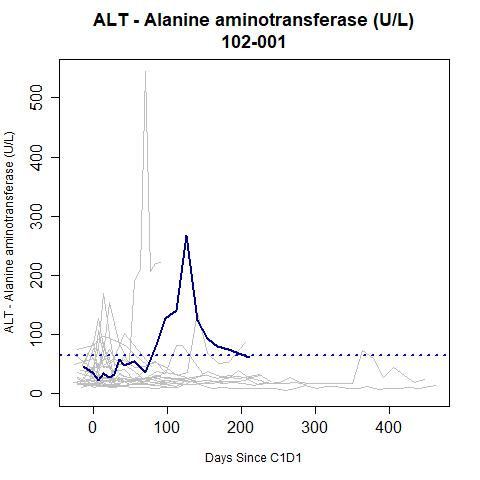 ALT - Alanine aminotransferase (U/L)
102-001
ALT - Alanine aminotransferase (U/L)
500
400
300
200
100
0
0 100 200 300 400
Days Since C1D1